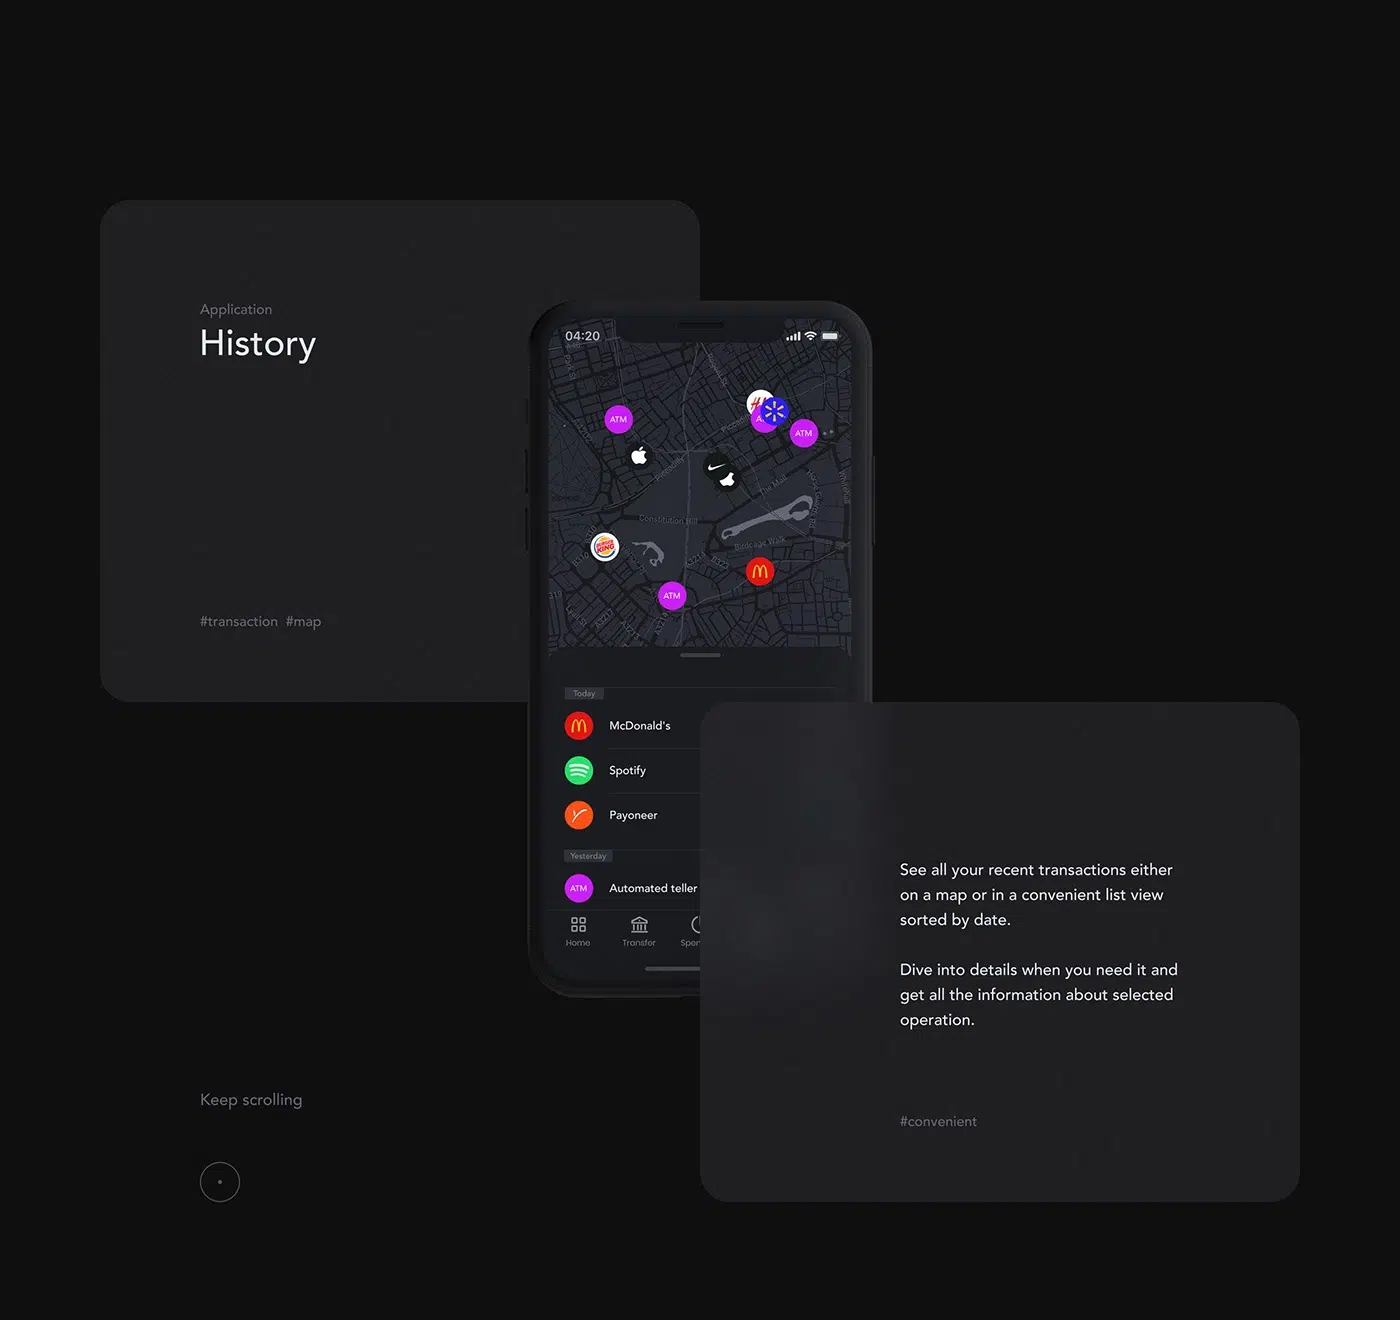 Application
History
#transaction #map
04:20
ATM
ATM
Piccadilly
The Mall
Constitution Hill
Birdcage Walk
BURGER
KING
ATM
Today
McDonald's
Spotify
Payoneer
Yesterday
ATM
Automated teller
Home
Transfer
See all your recent transactions either
on a map or in a convenient list view
sorted by date.
Dive into details when you need it and
get all the information about selected
operation.
#convenient
Keep scrolling